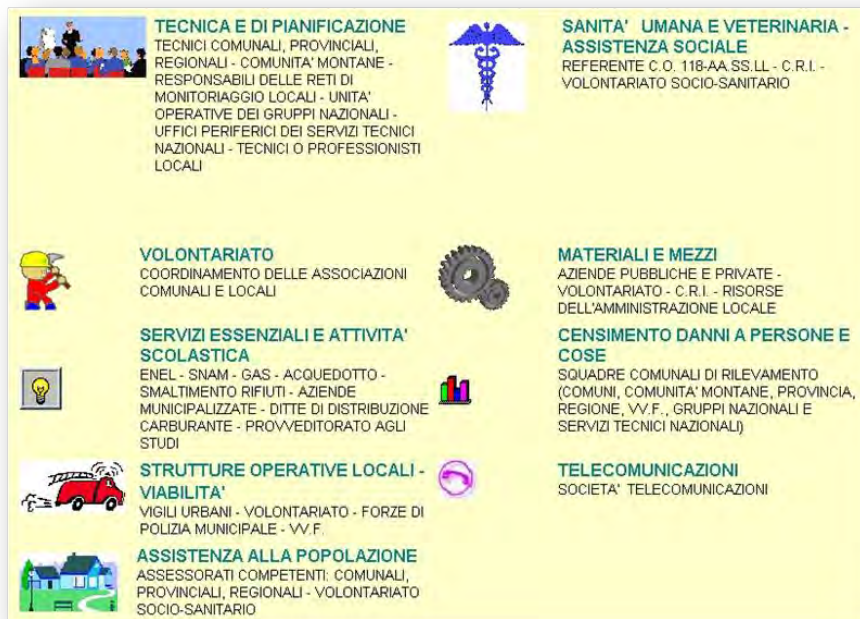 TECNICA E DI PIANIFICAZIONE
TECNICI COMUNALI, PROVINCIALI,
REGIONALI - COMUNITA' MONTANE -
RESPONSABILI DELLE RETI DI
MONITORIAGGIO LOCALI - UNITA'
OPERATIVE DEI GRUPPI NAZIONALI -
UFFICI PERIFERICI DEI SERVIZI TECNICI
NAZIONALI - TECNICI O PROFESSIONISTI
LOCALI
SANITA' UMANA E VETERINARIA -
ASSISTENZA SOCIALE
REFERENTE C.O. 118-AA.SS.LL - C.R.I. -
VOLONTARIATO SOCIO-SANITARIO
VOLONTARIATO
COORDINAMENTO DELLE ASSOCIAZIONI
COMUNALI E LOCALI
MATERIALI E MEZZI
AZIENDE PUBBLICHE E PRIVATE -
VOLONTARIATO - C.R.I. - RISORSE
DELL'AMMINISTRAZIONE LOCALE
SERVIZI ESSENZIALI E ATTIVITA'
SCOLASTICA
ENEL - SNAM - GAS - ACQUEDOTTO -
SMALTIMENTO RIFIUTI - AZIENDE
MUNICIPALIZZATE - DITTE DI DISTRIBUZIONE
CARBURANTE - PROVVEDITORATO AGLI
STUDI
CENSIMENTO DANNI A PERSONE E
COSE
SQUADRE COMUNALI DI RILEVAMENTO
(COMUNI, COMUNITA' MONTANE, PROVINCIA,
REGIONE, VV.F., GRUPPI NAZIONALI E
SERVIZI TECNICI NAZIONALI)
STRUTTURE OPERATIVE LOCALI -
VIABILITA'
VIGILI URBANI - VOLONTARIATO - FORZE DI
POLIZIA MUNICIPALE - VV.F.
TELECOMUNICAZIONI
SOCIETA' TELECOMUNICAZIONI
ASSISTENZA ALLA POPOLAZIONE
ASSESSORATI COMPETENTI: COMUNALI,
PROVINCIALI, REGIONALI - VOLONTARIATO
SOCIO-SANITARIO